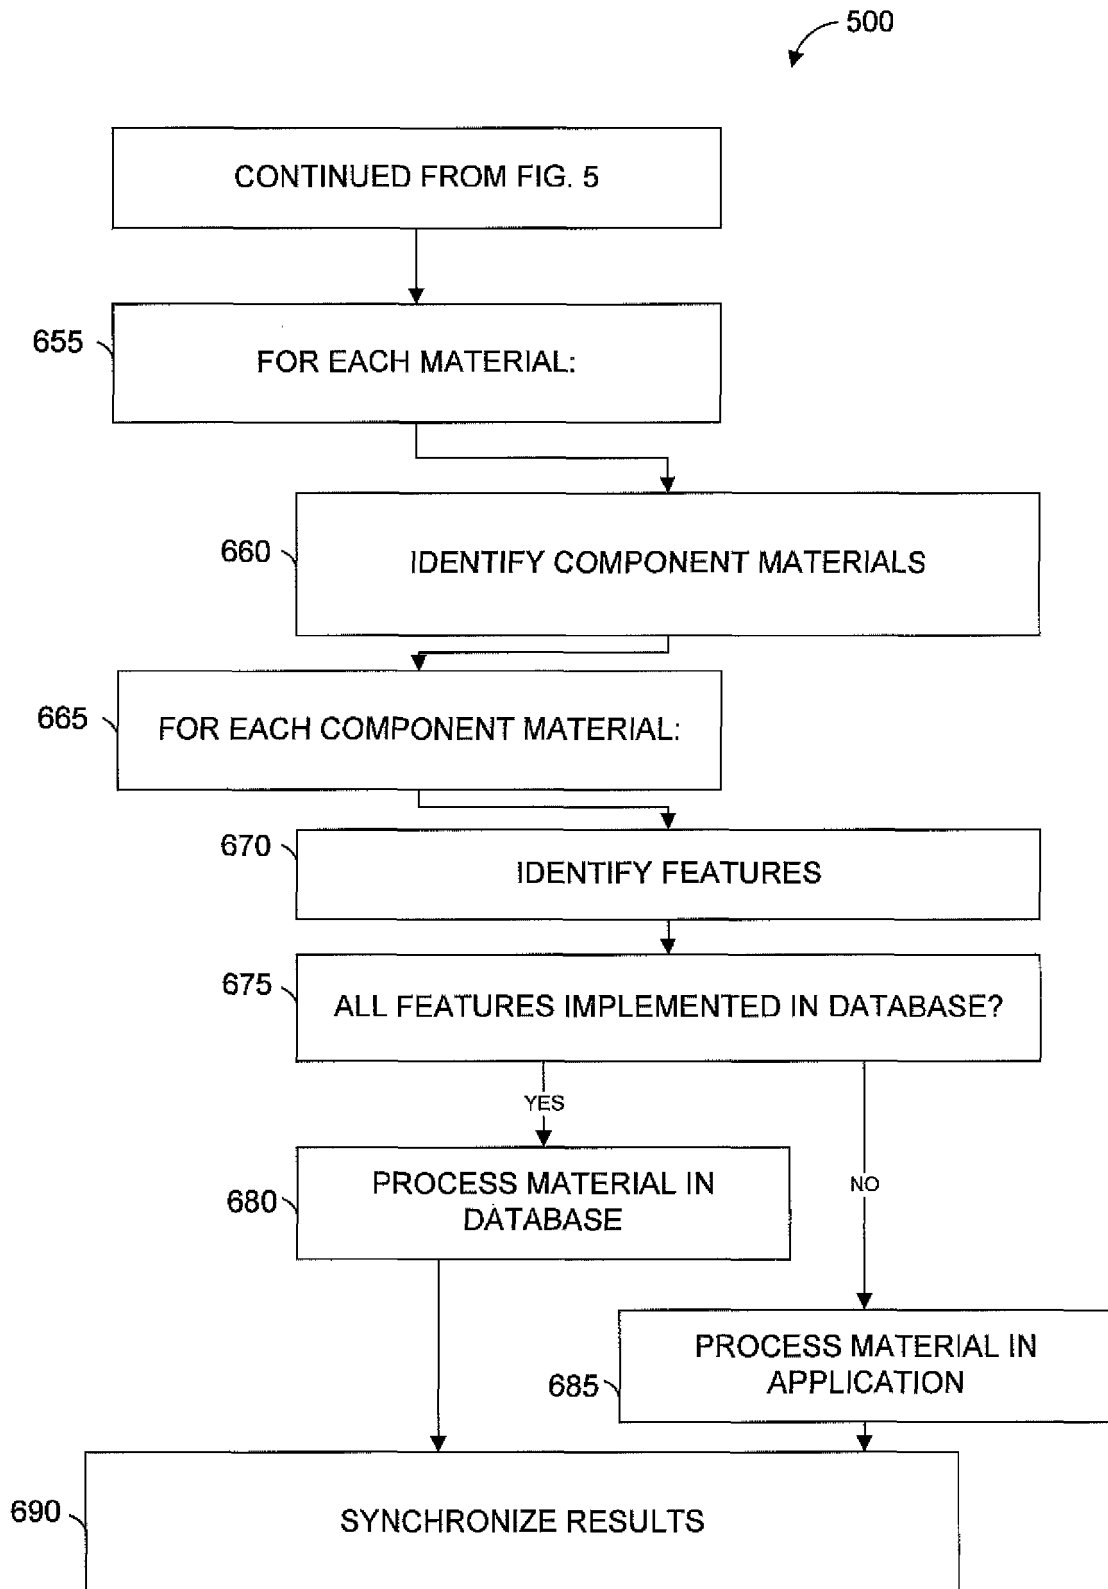 500
CONTINUED FROM FIG. 5
655
FOR EACH MATERIAL:
660
IDENTIFY COMPONENT MATERIALS
665
FOR EACH COMPONENT MATERIAL:
670
IDENTIFY FEATURES
675
ALL FEATURES IMPLEMENTED IN DATABASE?
YES
NO
680
PROCESS MATERIAL IN
DATABASE
685
PROCESS MATERIAL IN
APPLICATION
690
SYNCHRONIZE RESULTS